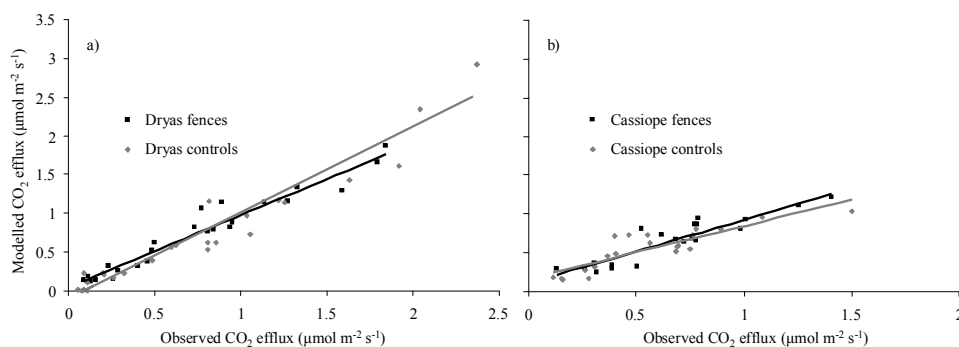 a)
b)
Modelled CO2 efflux (μmol m-2 s-1)
3.5
3
2.5
2
1.5
1
0.5
0
Dryas fences
Dryas controls
Cassiope fences
Cassiope controls
0 0.5 1 1.5 2 2.5
0 0.5 1 1.5 2
Observed CO2 efflux (μmol m-2 s-1)
Observed CO2 efflux (μmol m-2 s-1)